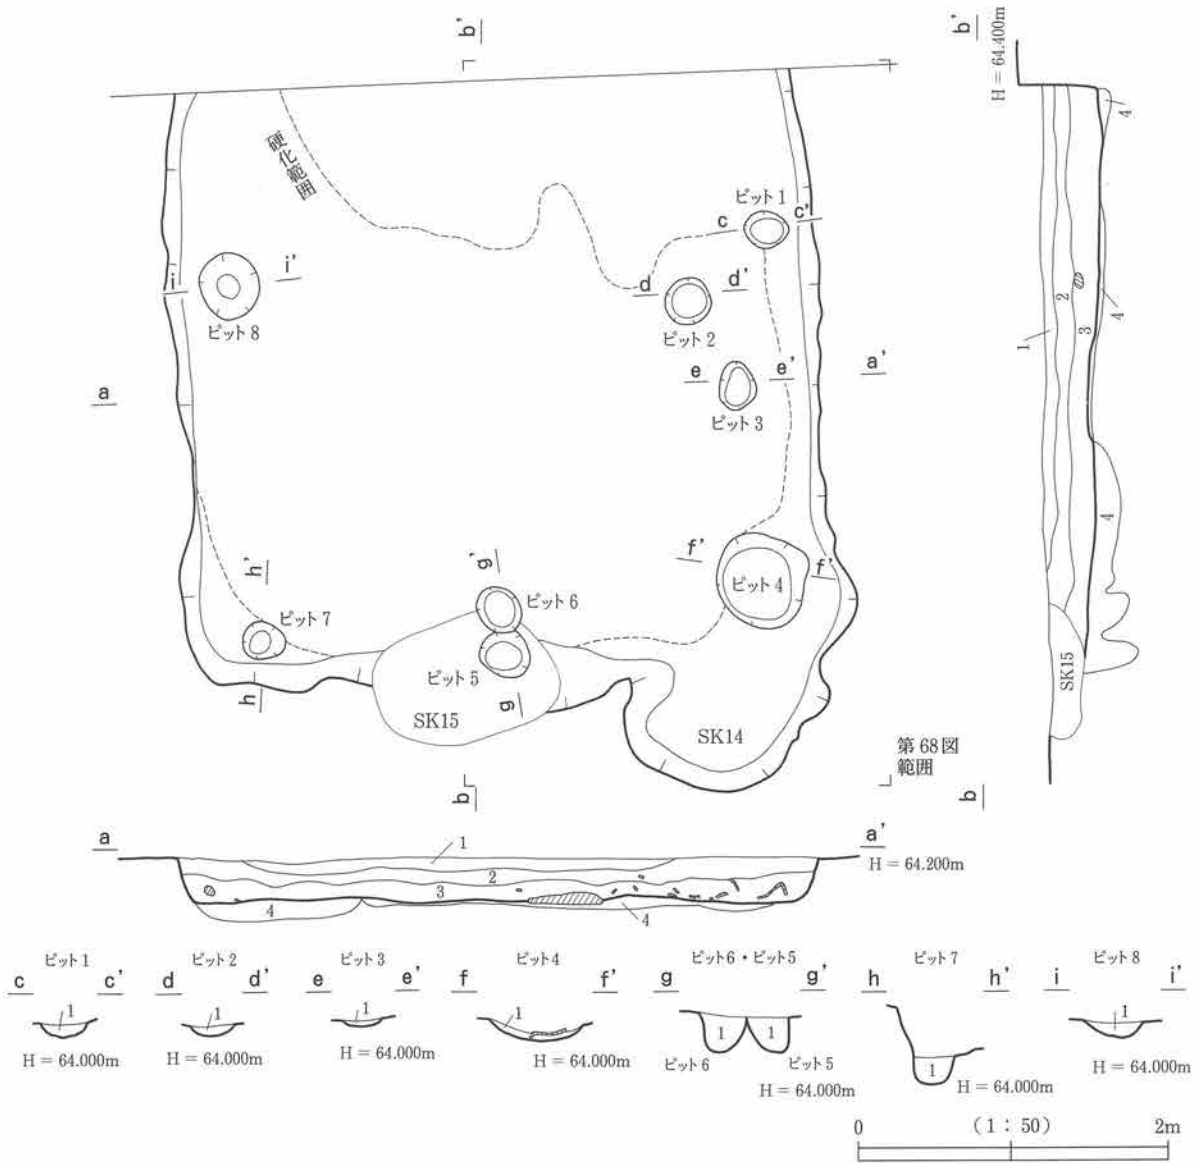 b'
b'
H = 64.400m
硬化範囲
ピット1
c
c'
4
i
i'
d
d'
ピット8
ピット2
2
3
4
1
a
e
e'
a'
ピット3
f'
f'
ピット4
g'
h'
ピット6
ピット7
4
ピット5
h
g
SK15
SK14
SK15
第68図
範囲
b
b
a
1
a'
H = 64.200m
2
3
4
4
ピット1
ピット2
ピット3
ピット4
ピット6・ピット5
ピット7
ピット8
c
c'
d
d'
e
e'
f
f'
g
g'
h
h'
i
i'
1
1
1
1
1
1
1
1
ピット6
ピット5
H = 64.000m
H = 64.000m
H = 64.000m
H = 64.000m
H = 64.000m
H = 64.000m
H = 64.000m
0
(1:50)
2m